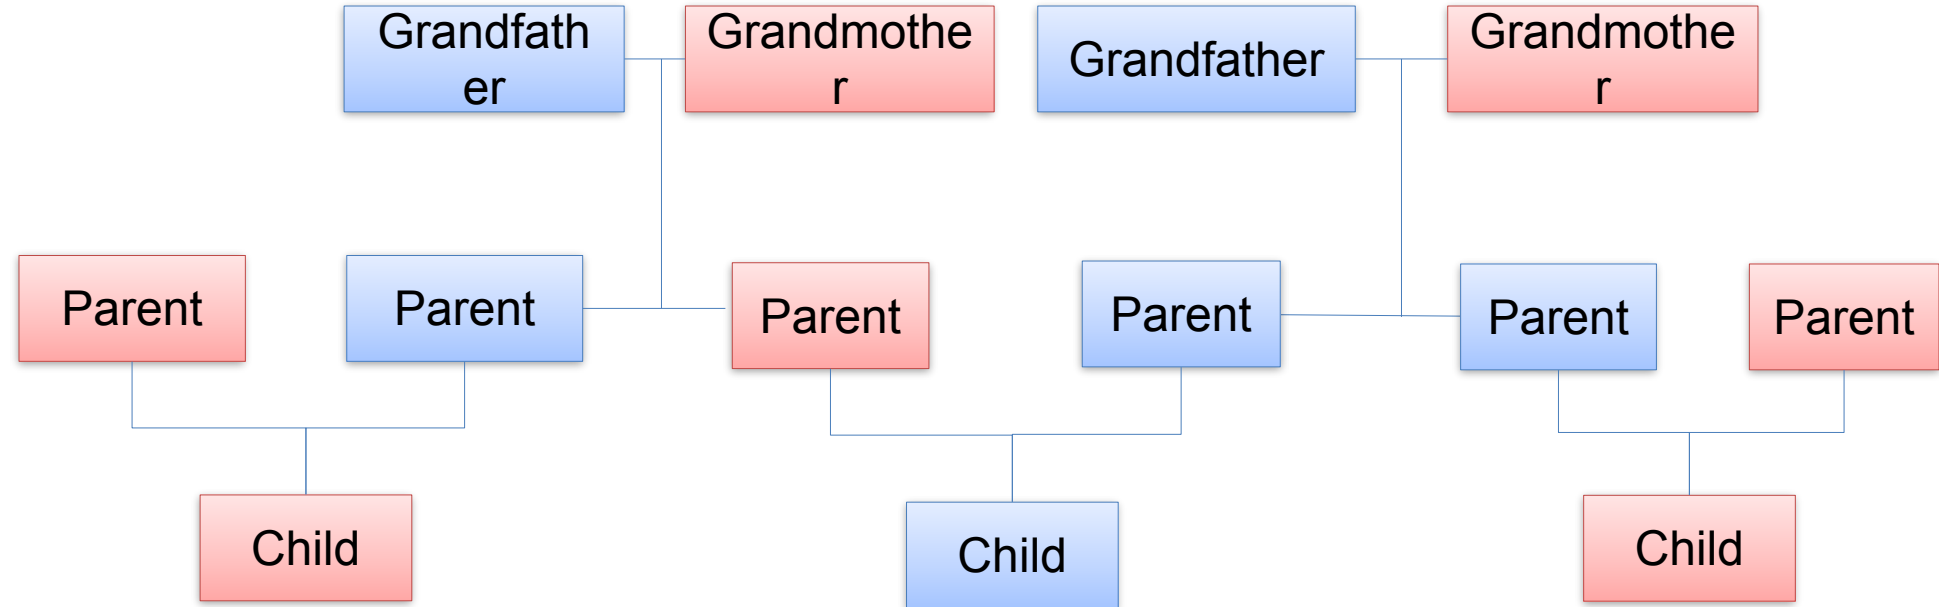 Grandfath
er
Grandmothe
r
Grandfather
Grandmothe
r
Parent
Parent
Parent
Parent
Parent
Parent
Child
Child
Child